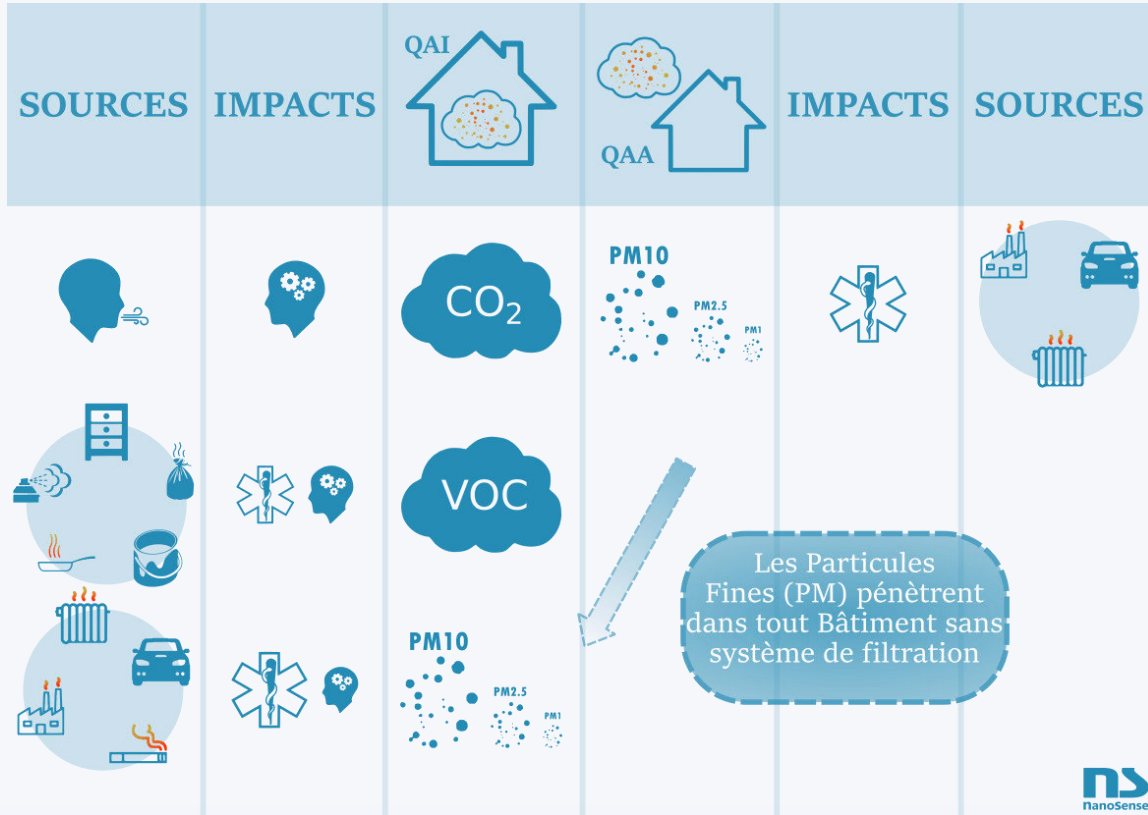 SOURCES
IMPACTS
QAI
QAA
IMPACTS
SOURCES
CO₂
PM10
PM2.5
PM1
VOC
Les Particules
Fines (PM) pénètrent
dans tout Bâtiment sans
système de filtration
PM10
PM2.5
PM1
ns
nanoSense